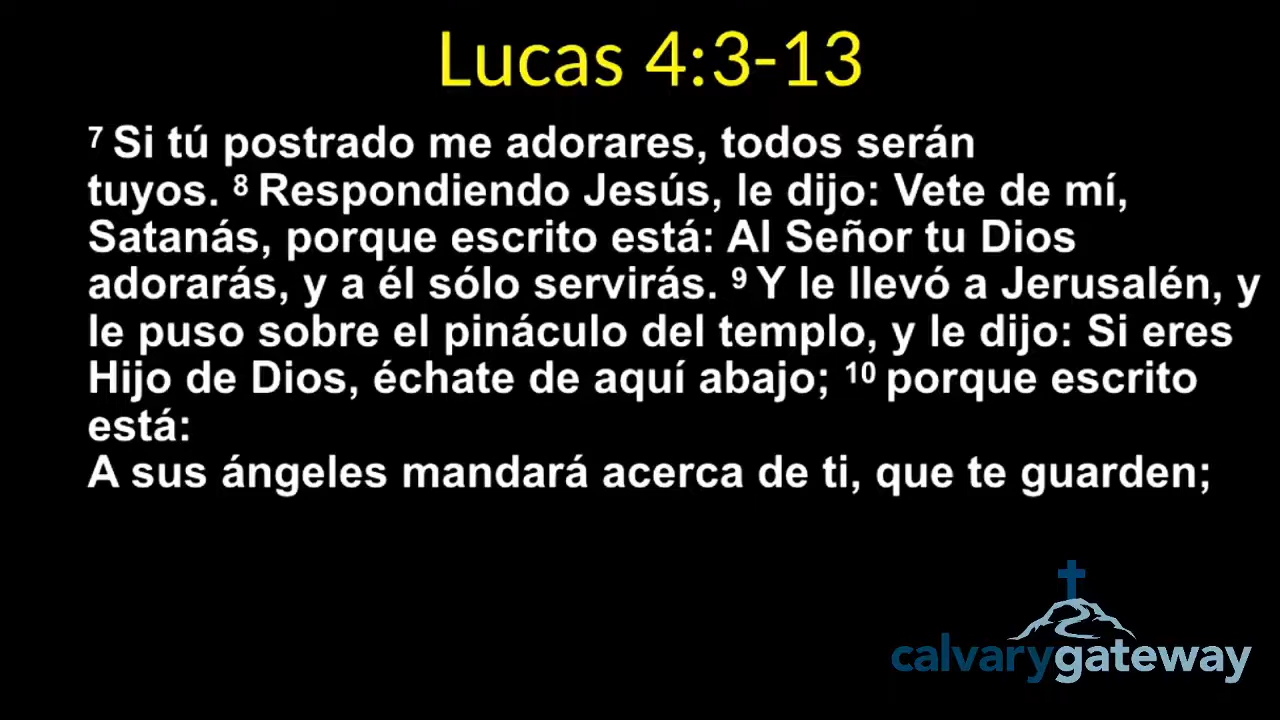 Lucas 4:3-13
7 Si tú postrado me adorares, todos serán
tuyos. 8 Respondiendo Jesús, le dijo: Vete de mí,
Satanás, porque escrito está: Al Señor tu Dios
adorarás, y a él sólo servirás. 9 Y le llevó a Jerusalén, y
le puso sobre el pináculo del templo, y le dijo: Si eres
Hijo de Dios, échate de aquí abajo; 10 porque escrito
está:
A sus ángeles mandará acerca de ti, que te guarden;
calvarygateway